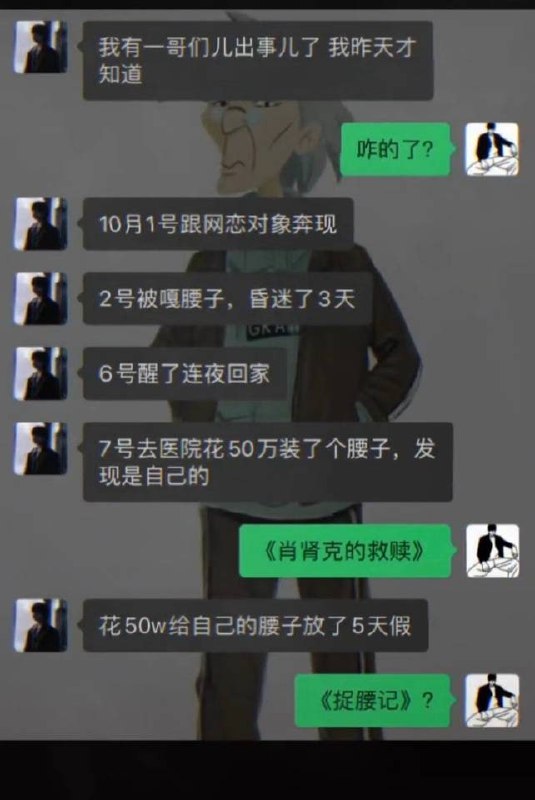 我有一哥们儿出事儿了 我昨天才
知道
咋的了?
10月1号跟网恋对象奔现
2号被嘎腰子，昏迷了3天
6号醒了连夜回家
7号去医院花50万装了个腰子，发
现是自己的
《肖肾克的救赎》
花50w给自己的腰子放了5天假
《捉腰记》?